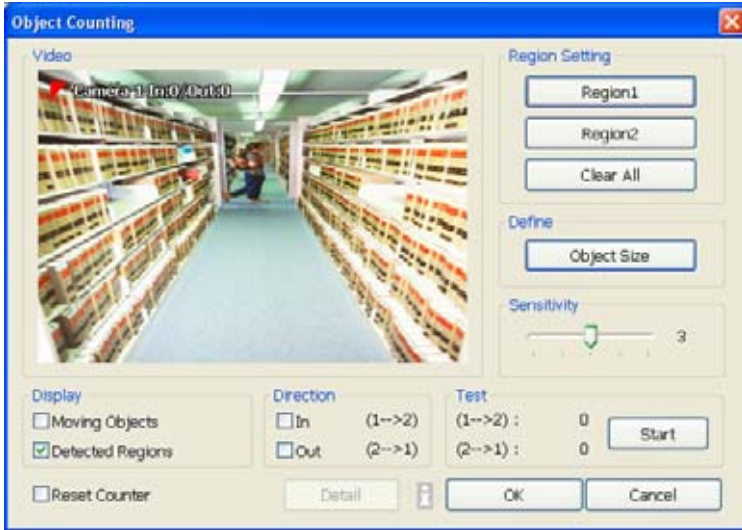 Object Counting
Video
Camera 1 In:0/Out:0
Region Setting
Region1
Region2
Clear All
Define
Object Size
Sensitivity
3
Display
Moving Objects
Detected Regions
Direction
In (1-->2)
Out (2-->1)
Test
(1-->2) : 0
(2-->1) : 0
Start
Reset Counter
Detail
OK
Cancel